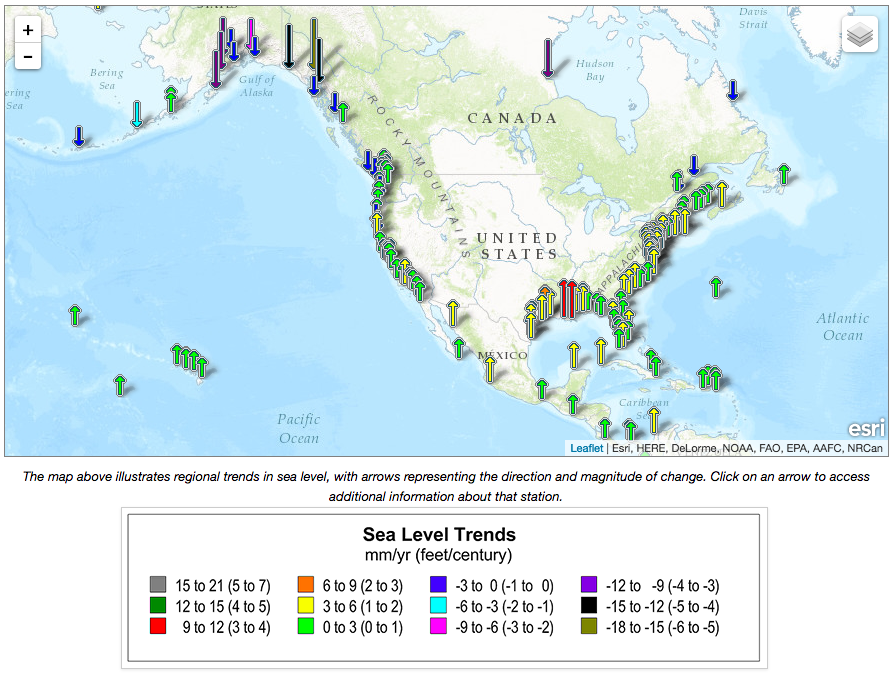 STATES
+
−
Davis
Strait
Bering
Sea
ering
Sea
Gulf of
Alaska
Hudson
Bay
CANADA
ROCKY MOUNTAINS
UNITED
STATES
APPALACHI
Atlantic
Ocean
MÉXICO
Caribbean
Sea
Pacific
Ocean
esri
Leaflet | Esri, HERE, DeLorme, NOAA, FAO, EPA, AAFC, NRCan
The map above illustrates regional trends in sea level, with arrows representing the direction and magnitude of change. Click on an arrow to access
additional information about that station.
Sea Level Trends
mm/yr (feet/century)
15 to 21 (5 to 7) 6 to 9 (2 to 3) -3 to 0 (-1 to 0) -12 to -9 (-4 to -3)
12 to 15 (4 to 5) 3 to 6 (1 to 2) -6 to -3 (-2 to -1) -15 to -12 (-5 to -4)
9 to 12 (3 to 4) 0 to 3 (0 to 1) -9 to -6 (-3 to -2) -18 to -15 (-6 to -5)